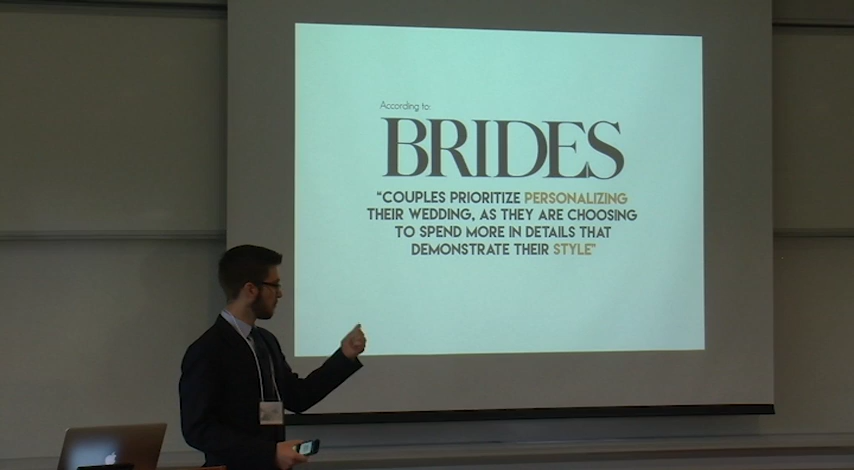 According to:
BRIDES
"COUPLES PRIORITIZE PERSONALIZING
THEIR WEDDING, AS THEY ARE CHOOSING
TO SPEND MORE IN DETAILS THAT
DEMONSTRATE THEIR STYLE"